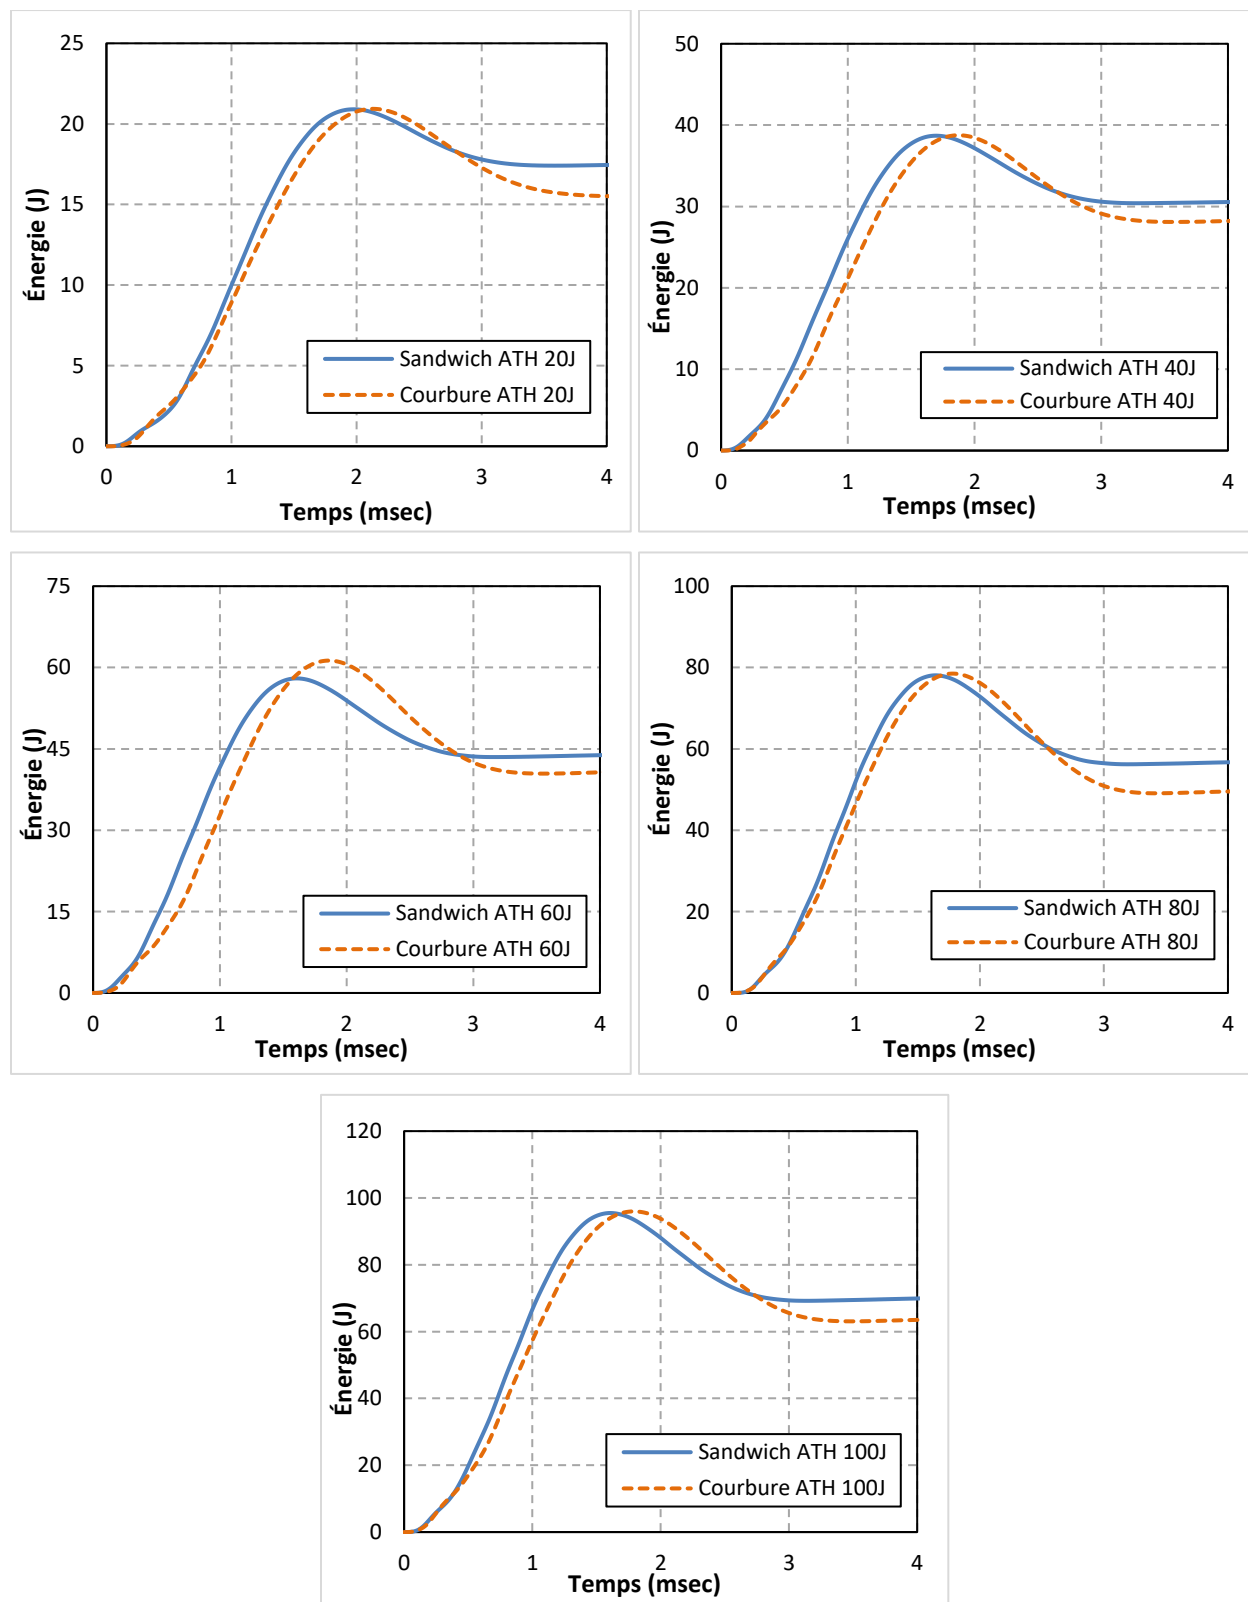 25
20
15
10
5
0
Énergie (J)
0 1 2 3 4
Temps (msec)
Sandwich ATH 20J
Courbure ATH 20J
50
40
30
20
10
0
Énergie (J)
0 1 2 3 4
Temps (msec)
Sandwich ATH 40J
Courbure ATH 40J
75
60
45
30
15
0
Énergie (J)
0 1 2 3 4
Temps (msec)
Sandwich ATH 60J
Courbure ATH 60J
100
80
60
40
20
0
Énergie (J)
0 1 2 3 4
Temps (msec)
Sandwich ATH 80J
Courbure ATH 80J
120
100
80
60
40
20
0
Énergie (J)
0 1 2 3 4
Temps (msec)
Sandwich ATH 100J
Courbure ATH 100J